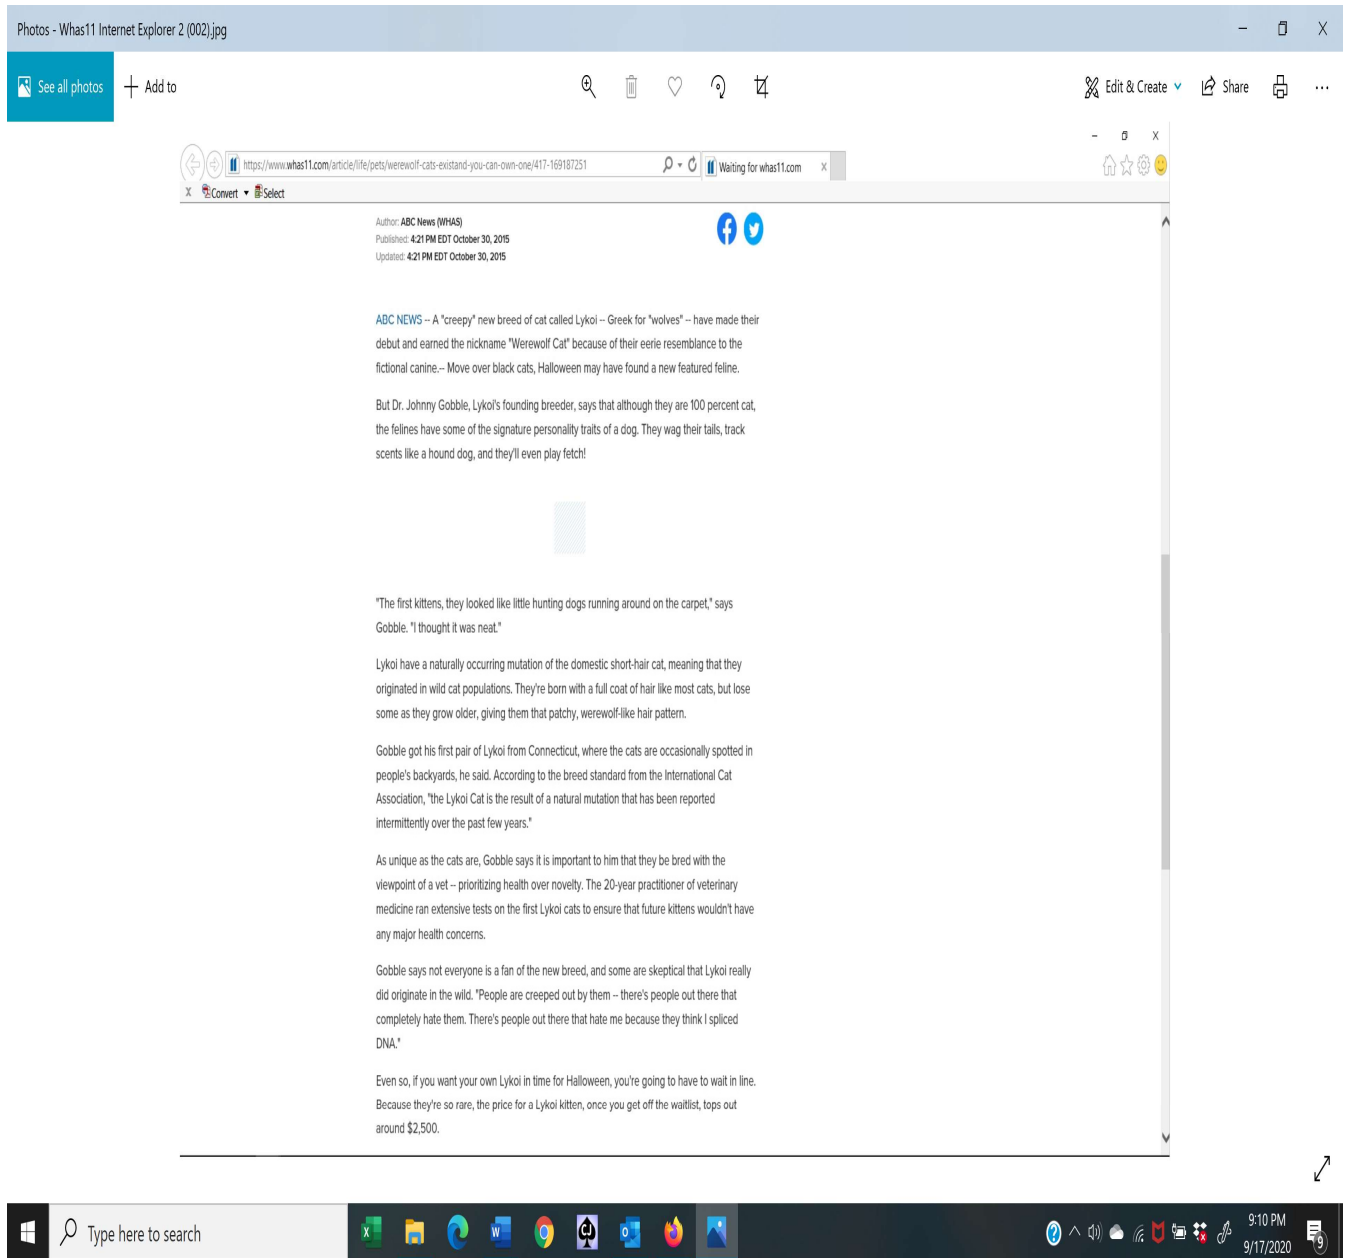 Photos - Whas11 Internet Explorer 2 (002).jpg
See all photos
Add to
Edit & Create
Share
https://www.whas11.com/article/life/pets/werewolf-cats-existand-you-can-own-one/417-169187251
Waiting for whas11.com
x
X Convert Select
Author: ABC News (WHAS)
Published: 4:21 PM EDT October 30, 2015
Updated: 4:21 PM EDT October 30, 2015
ABC NEWS -- A "creepy" new breed of cat called Lykoi -- Greek for "wolves" -- have made their
debut and earned the nickname "Werewolf Cat" because of their eerie resemblance to the
fictional canine.-- Move over black cats, Halloween may have found a new featured feline.
But Dr. Johnny Gobble, Lykoi's founding breeder, says that although they are 100 percent cat,
the felines have some of the signature personality traits of a dog. They wag their tails, track
scents like a hound dog, and they'll even play fetch!
"The first kittens, they looked like little hunting dogs running around on the carpet," says
Gobble. "I thought it was neat."
Lykoi have a naturally occurring mutation of the domestic short-hair cat, meaning that they
originated in wild cat populations. They're born with a full coat of hair like most cats, but lose
some as they grow older, giving them that patchy, werewolf-like hair pattern.
Gobble got his first pair of Lykoi from Connecticut, where the cats are occasionally spotted in
people's backyards, he said. According to the breed standard from the International Cat
Association, "the Lykoi Cat is the result of a natural mutation that has been reported
intermittently over the past few years."
As unique as the cats are, Gobble says it is important to him that they be bred with the
viewpoint of a vet -- prioritizing health over novelty. The 20-year practitioner of veterinary
medicine ran extensive tests on the first Lykoi cats to ensure that future kittens wouldn't have
any major health concerns.
Gobble says not everyone is a fan of the new breed, and some are skeptical that Lykoi really
did originate in the wild. "People are creeped out by them -- there's people out there that
completely hate them. There's people out there that hate me because they think I spliced
DNA."
Even so, if you want your own Lykoi in time for Halloween, you're going to have to wait in line.
Because they're so rare, the price for a Lykoi kitten, once you get off the waitlist, tops out
around $2,500.
Type here to search
9:10 PM
9/17/2020
9